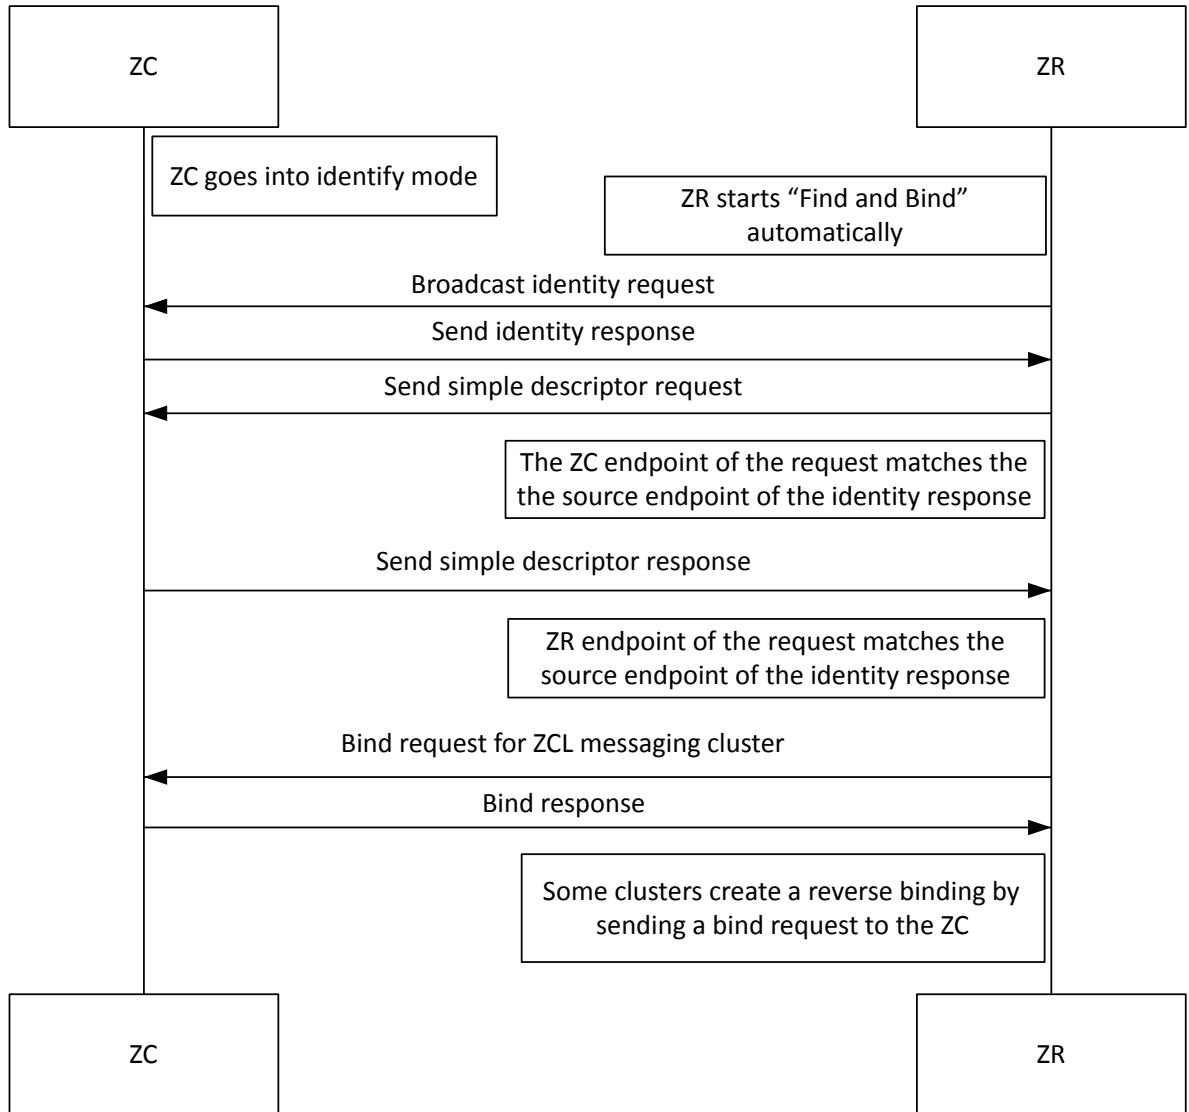 ZC
ZR
ZC goes into identify mode
ZR starts “Find and Bind”
automatically
Broadcast identity request
Send identity response
Send simple descriptor request
The ZC endpoint of the request matches the
the source endpoint of the identity response
Send simple descriptor response
ZR endpoint of the request matches the
source endpoint of the identity response
Bind request for ZCL messaging cluster
Bind response
Some clusters create a reverse binding by
sending a bind request to the ZC
ZC
ZR